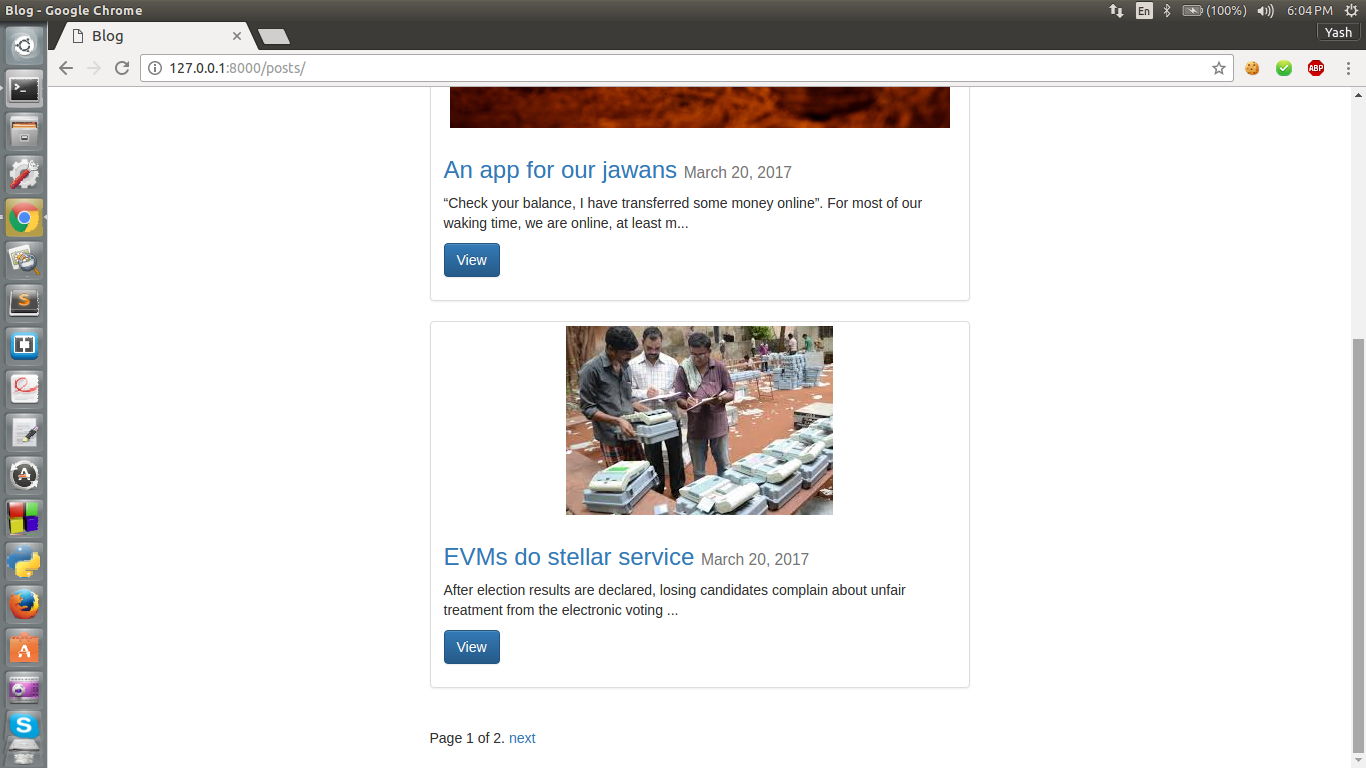 Blog - Google Chrome
En
(100%)
6:04 PM
Blog
Yash
127.0.0.1:8000/posts/
ABP
An app for our jawans March 20, 2017
“Check your balance, I have transferred some money online”. For most of our
waking time, we are online, at least m...
View
EVMs do stellar service March 20, 2017
After election results are declared, losing candidates complain about unfair
treatment from the electronic voting ...
View
Page 1 of 2. next